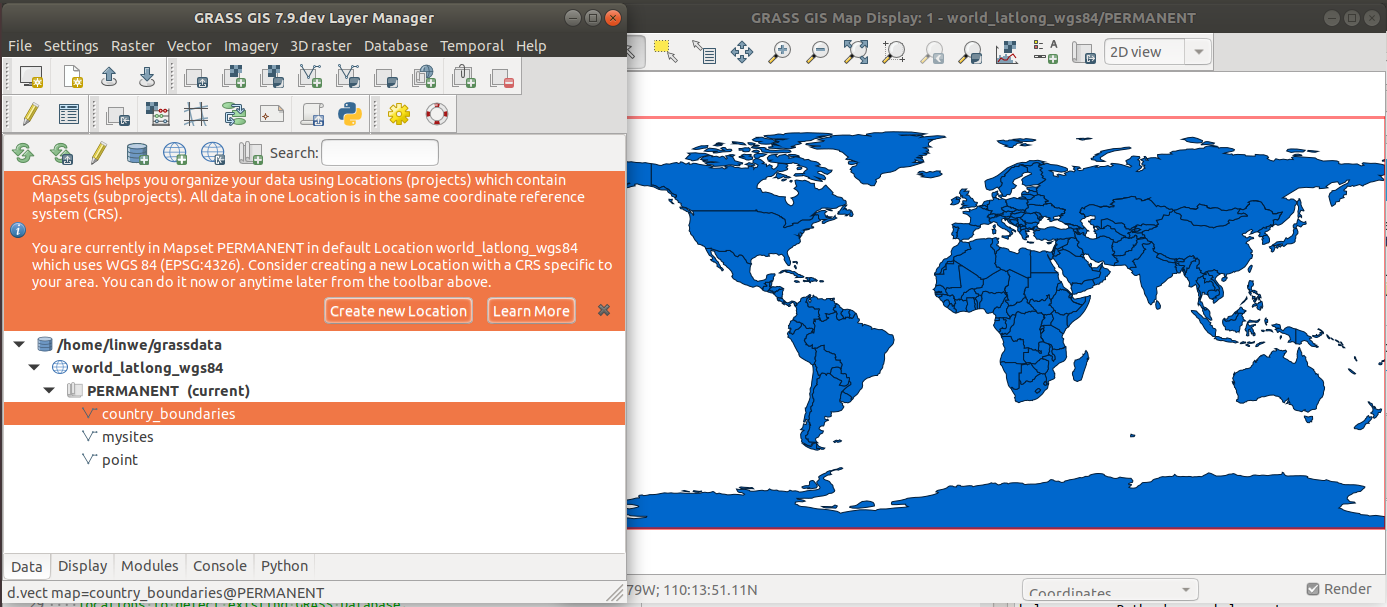 GRASS GIS 7.9.dev Layer Manager
GRASS GIS Map Display: 1 - world_latlong_wgs84/PERMANENT
File Settings Raster Vector Imagery 3D raster Database Temporal Help
2D view
Search:
GRASS GIS helps you organize your data using Locations (projects) which contain
Mapsets (subprojects). All data in one Location is in the same coordinate reference
system (CRS).
You are currently in Mapset PERMANENT in default Location world_latlong_wgs84
which uses WGS 84 (EPSG:4326). Consider creating a new Location with a CRS specific to
your area. You can do it now or anytime later from the toolbar above.
Create new Location Learn More
/home/linwe/grassdata
world_latlong_wgs84
PERMANENT (current)
country_boundaries
mysites
point
Data Display Modules Console Python
79W; 110:13:51.11N
Coordinates
Render
d.vect map=country_boundaries@PERMANENT